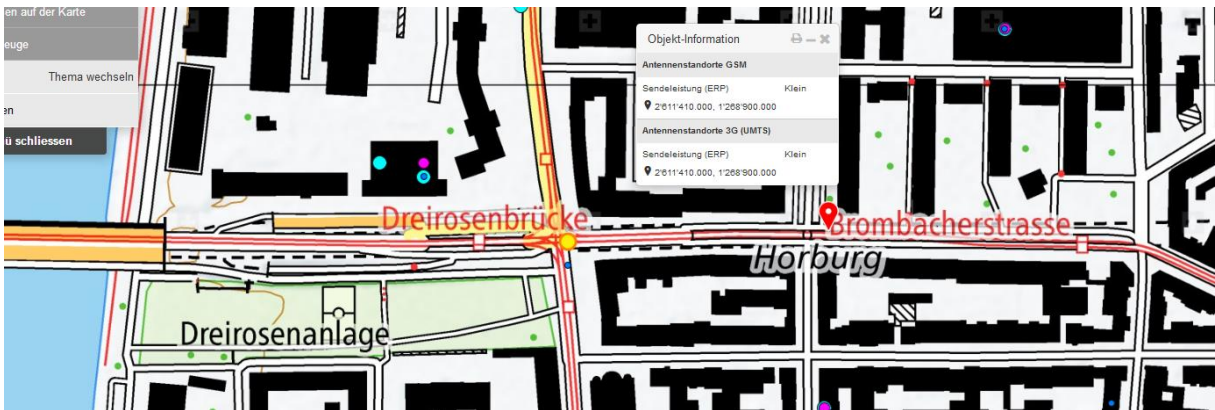 en auf der Karte
euge
Thema wechseln
en
ü schliessen
Objekt-Information
Antennenstandorte GSM
Sendeleistung (ERP) Klein
2'611'410.000, 1'268'900.000
Antennenstandorte 3G (UMTS)
Sendeleistung (ERP) Klein
2'611'410.000, 1'268'900.000
Dreirosenbrücke
Brombacherstrasse
Horburg
Dreirosenanlage